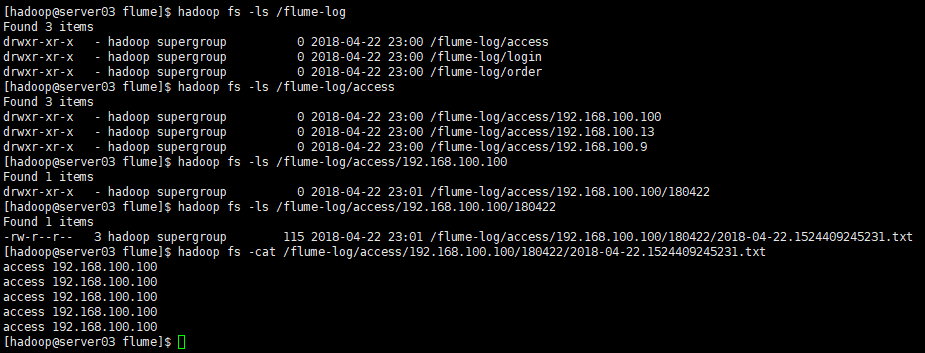 [hadoop@server03 flume]$ hadoop fs -ls /flume-log
Found 3 items
drwxr-xr-x   - hadoop supergroup          0 2018-04-22 23:00 /flume-log/access
drwxr-xr-x   - hadoop supergroup          0 2018-04-22 23:00 /flume-log/login
drwxr-xr-x   - hadoop supergroup          0 2018-04-22 23:00 /flume-log/order
[hadoop@server03 flume]$ hadoop fs -ls /flume-log/access
Found 3 items
drwxr-xr-x   - hadoop supergroup          0 2018-04-22 23:00 /flume-log/access/192.168.100.100
drwxr-xr-x   - hadoop supergroup          0 2018-04-22 23:00 /flume-log/access/192.168.100.13
drwxr-xr-x   - hadoop supergroup          0 2018-04-22 23:00 /flume-log/access/192.168.100.9
[hadoop@server03 flume]$ hadoop fs -ls /flume-log/access/192.168.100.100
Found 1 items
drwxr-xr-x   - hadoop supergroup          0 2018-04-22 23:01 /flume-log/access/192.168.100.100/180422
[hadoop@server03 flume]$ hadoop fs -ls /flume-log/access/192.168.100.100/180422
Found 1 items
-rw-r--r--   3 hadoop supergroup        115 2018-04-22 23:01 /flume-log/access/192.168.100.100/180422/2018-04-22.1524409245231.txt
[hadoop@server03 flume]$ hadoop fs -cat /flume-log/access/192.168.100.100/180422/2018-04-22.1524409245231.txt
access 192.168.100.100
access 192.168.100.100
access 192.168.100.100
access 192.168.100.100
access 192.168.100.100
[hadoop@server03 flume]$